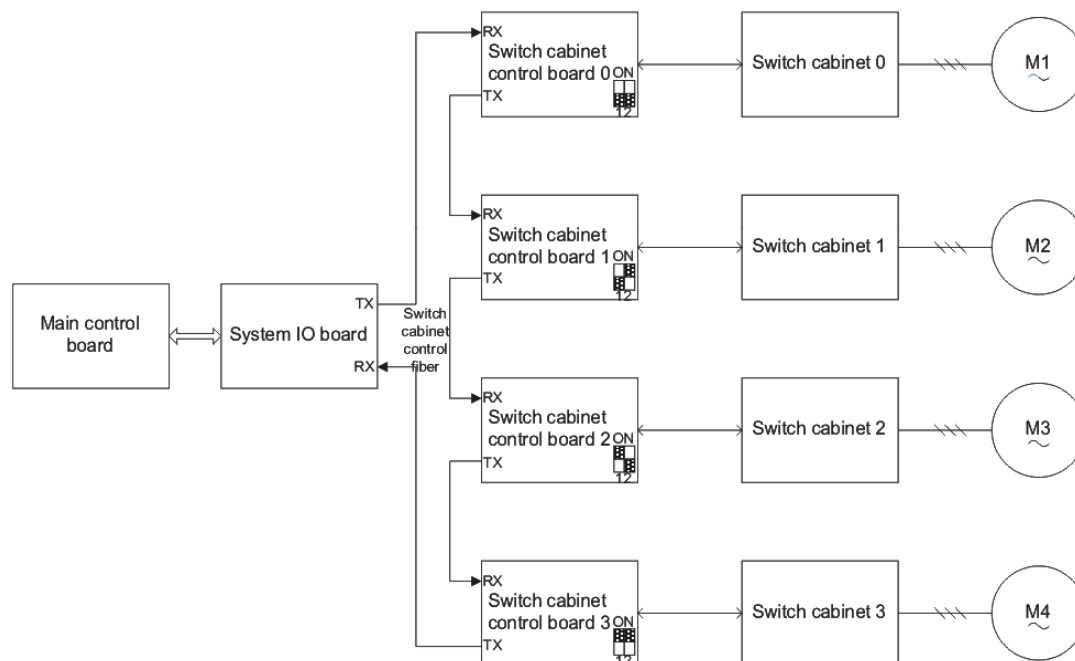 RX
Switch cabinet
control board 0
ON
TX
12
Switch cabinet 0
M1
RX
Switch cabinet
control board 1
ON
TX
12
Switch cabinet 1
M2
Main control
board
TX
System IO board
RX
Switch
cabinet
control
fiber
RX
Switch cabinet
control board 2
ON
TX
12
Switch cabinet 2
M3
RX
Switch cabinet
control board 3
ON
TX
12
Switch cabinet 3
M4